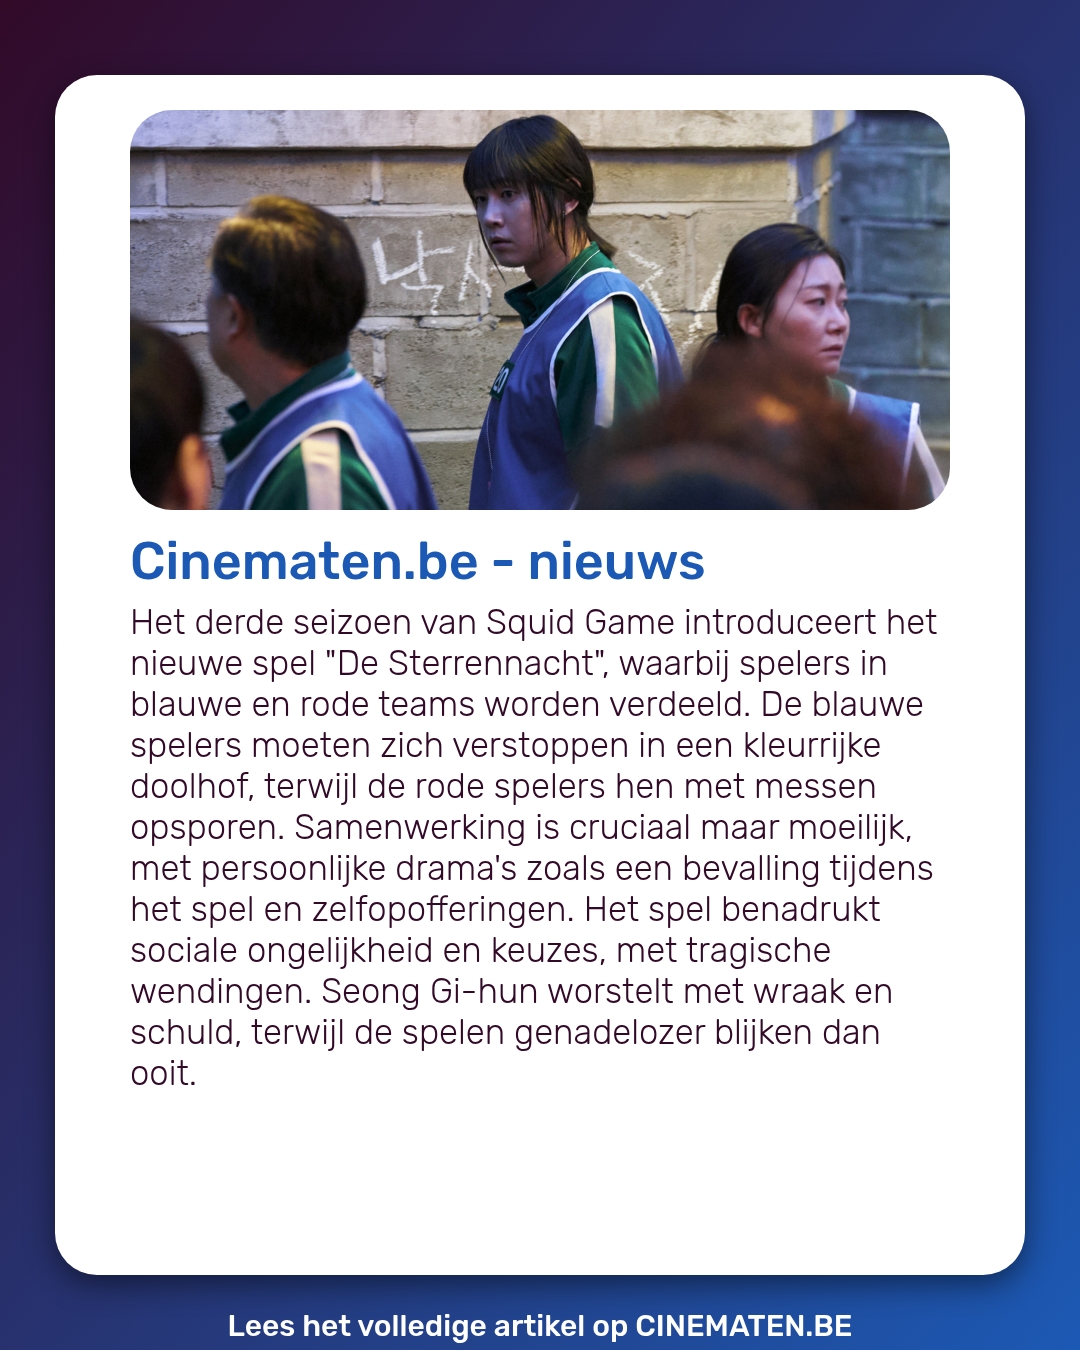 낙서
20
Cinematen.be - nieuws
Het derde seizoen van Squid Game introduceert het
nieuwe spel "De Sterrennacht", waarbij spelers in
blauwe en rode teams worden verdeeld. De blauwe
spelers moeten zich verstoppen in een kleurrijke
doolhof, terwijl de rode spelers hen met messen
opsporen. Samenwerking is cruciaal maar moeilijk,
met persoonlijke drama's zoals een bevalling tijdens
het spel en zelfopofferingen. Het spel benadrukt
sociale ongelijkheid en keuzes, met tragische
wendingen. Seong Gi-hun worstelt met wraak en
schuld, terwijl de spelen genadelozer blijken dan
ooit.
Lees het volledige artikel op CINEMATEN.BE